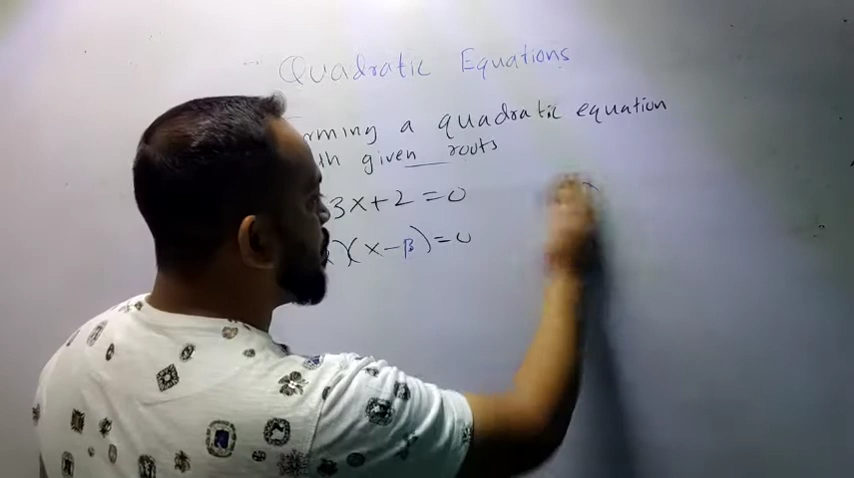 Quadratic Equations
rming a quadratic equation
th given roots
3x+2=0
)(x-β)=0